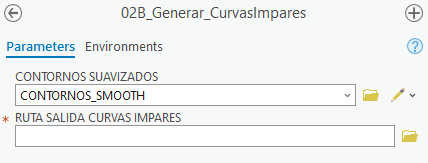 02B_Generar_CurvasImpares
Parameters Environments
CONTORNOS SUAVIZADOS
CONTORNOS_SMOOTH
* RUTA SALIDA CURVAS IMPARES